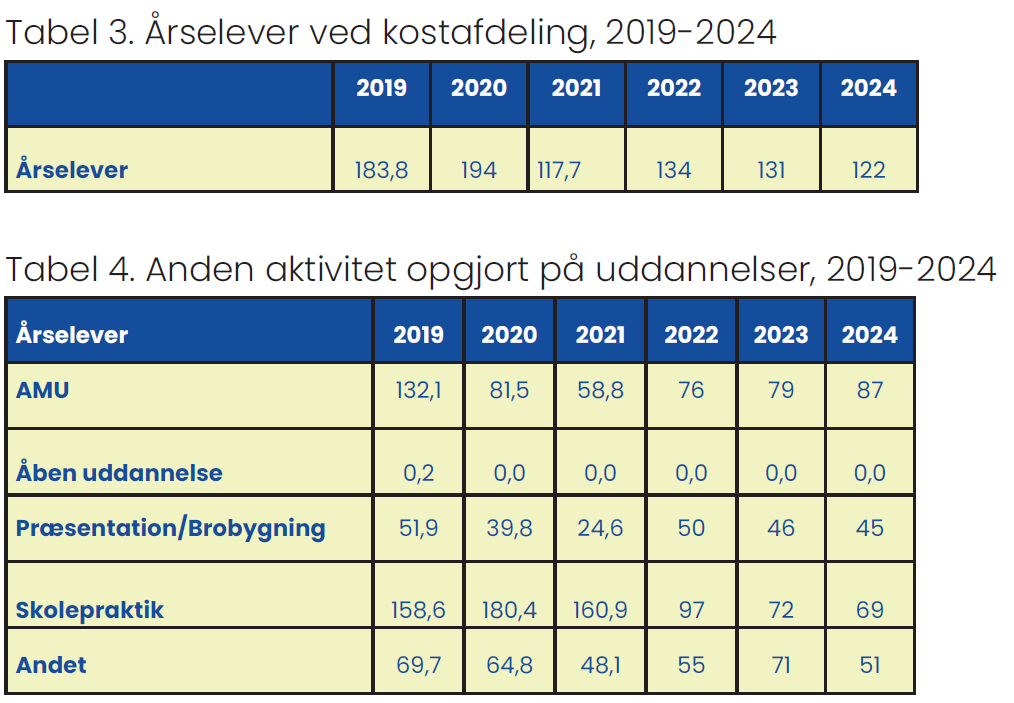 Tabel 3. Årselever ved kostafdeling, 2019-2024
2019 2020 2021 2022 2023 2024
Årselever 183,8 194 117,7 134 131 122
Tabel 4. Anden aktivitet opgjort på uddannelser, 2019-2024
Årselever 2019 2020 2021 2022 2023 2024
AMU 132,1 81,5 58,8 76 79 87
Åben uddannelse 0,2 0,0 0,0 0,0 0,0 0,0
Præsentation/Brobygning 51,9 39,8 24,6 50 46 45
Skolepraktik 158,6 180,4 160,9 97 72 69
Andet 69,7 64,8 48,1 55 71 51